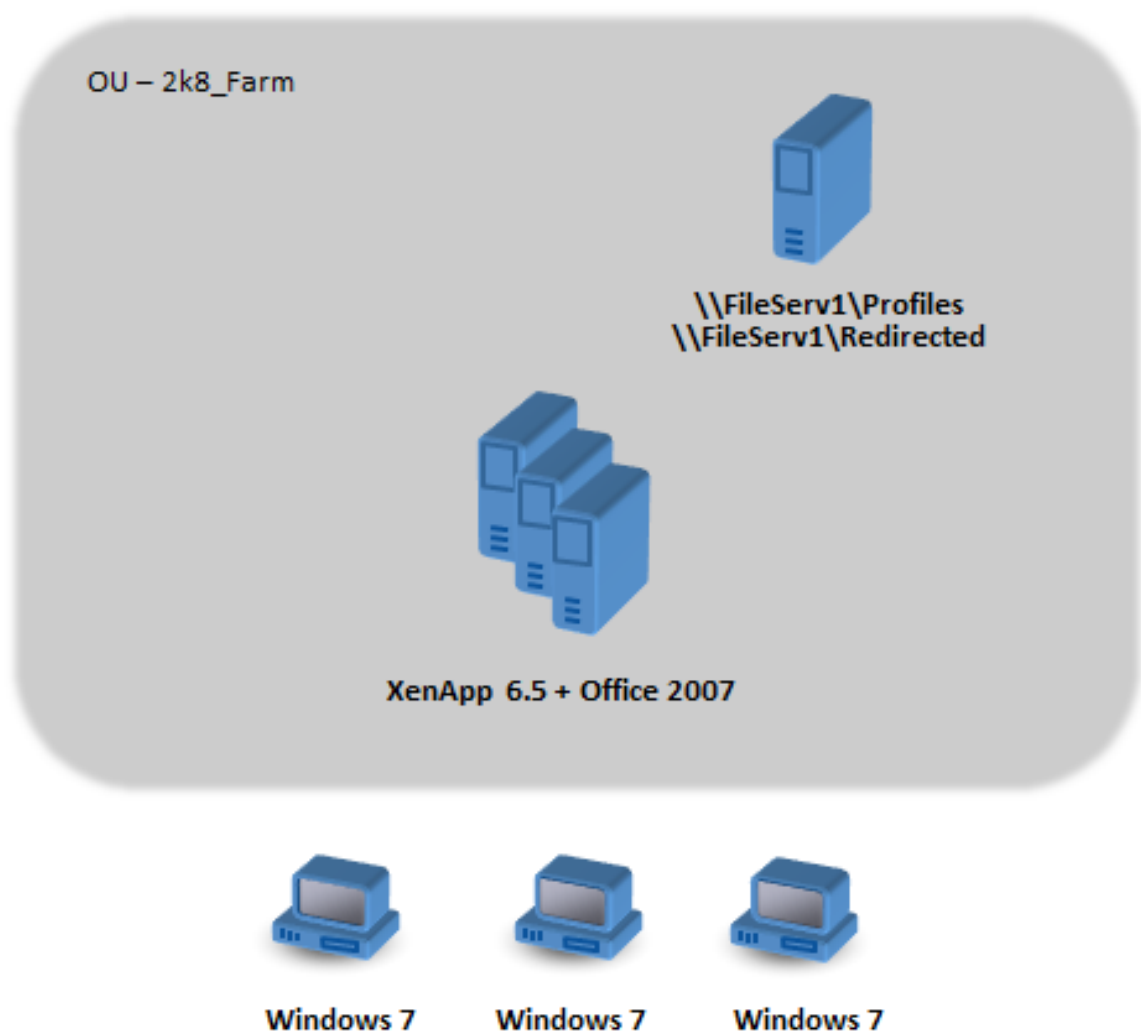 OU – 2k8_Farm
\\FileServ1\Profiles
\\FileServ1\Redirected
XenApp 6.5 + Office 2007
Windows 7
Windows 7
Windows 7